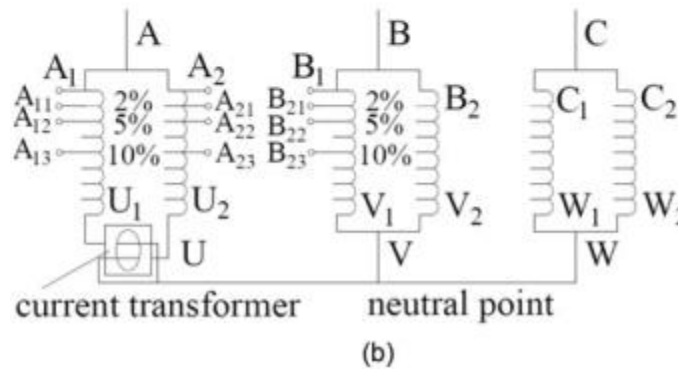 A B C
A1 A2 B1 B2 C1 C2
A11 2% A21 B21 2%
A12 5% A22 B22 5%
A13 10% A23 B23 10%
U1 U2 V1 V2 W1
U V W
current transformer neutral point
(b)